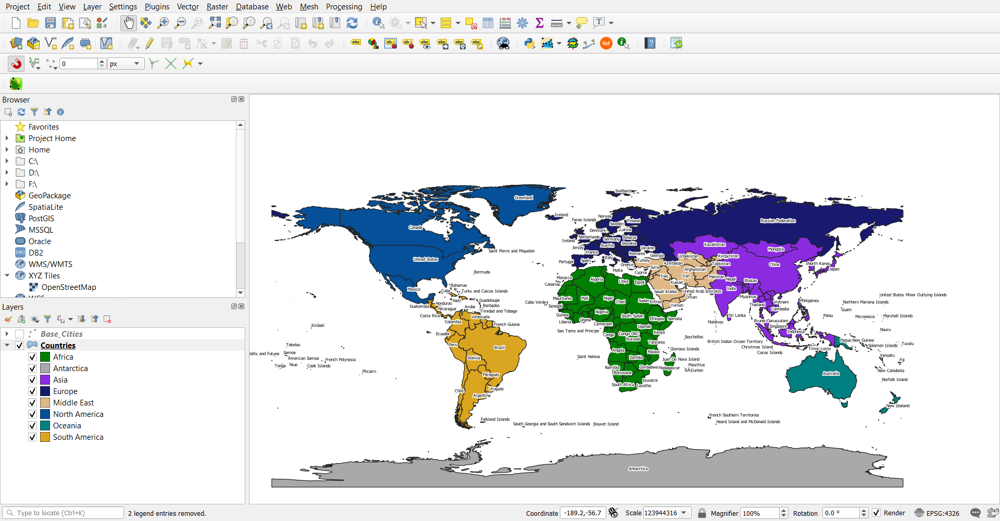 Project Edit View Layer Settings Plugins Vector Raster Database Web Mesh Processing Help
1:1
abc
abc
Ref
?
0
px
Browser
Favorites
Project Home
Home
C:\
D:\
F:\
GeoPackage
SpatiaLite
PostGIS
MSSQL
Oracle
DB2 DB2
WMS/WMTS
XYZ Tiles
OpenStreetMap
Layers
Base_Cities
Countries
Africa
Antarctica
Asia
Europe
Middle East
North America
Oceania
South America
Svalbard
Greenland
Iceland
Faroe Islands
Norway
Sweden
Finland
Russian Federation
Canada
Denmark
Latvia
Ireland
Netherlands
Germany
Belarus
Jersey
Austria
Slovakia
Kazakhstan
Saint Pierre and Miquelon
France
Ukraine
Mongolia
United States
Portugal
Spain
Italy
Romania
Georgia
Uzbekistan
Kyrgyzstan
Greece
Turkey
Azerbaijan
Tajikistan
China
North Korea
Japan
Bermuda
Malta
Cyprus
Syria
Afghanistan
Morocco
Algeria
Libya
Egypt
Iraq
Iran
Pakistan
Nepal
Bhutan
Canarias
Kuwait
Mexico
Bahamas
Cuba
Turks and Caicos Islands
Saudi Arabia
United Arab Emirates
India
Oman
Myanmar
United States Minor Outlying Islands
Honduras
Haiti
Guadeloupe
Cabo Verde
Mauritania
Mali
Niger
Chad
Sudan
Eritrea
Yemen
Thailand
Vietnam
Philippines
Northern Mariana Islands
Guatemala
Nicaragua
Aruba
Barbados
Trinidad and Tobago
Senegal
Cambodia
Guam
Costa Rica
Venezuela
Guinea
Nigeria
South Sudan
Ethiopia
Somalia
Sri Lanka
Palau
Micronesia
Marshall Islands
Colombia
French Guiana
Liberia
Ghana
Cameroon
Maldives
Brunei Darussalam
Kiribati
Sao Tome and Principe
Uganda
Singapore
Nauru
Ecuador
Congo
Congo DRC
Kenya
Seychelles
Indonesia
Burundi
Tokelau
Peru
Brazil
Tanzania
British Indian Ocean Territory
Papua New Guinea
Solomon Islands
Tuvalu
Wallis and Futuna
Samoa
Angola
Malawi
Glorioso Islands
Christmas Island
Timor-Leste
Cocos Islands
American Samoa
French Polynesia
Bolivia
Saint Helena
Zambia
Juan De Nova Island
Vanuatu
Fiji
Tonga
Niue
Cook Islands
Namibia
Zimbabwe
Madagascar
Mauritius
RÃ©union
Pitcairn
Botswana
Australia
New Caledonia
Paraguay
Eswatini
Norfolk Island
Chile
Uruguay
South Africa
Lesotho
Argentina
New Zealand
Falkland Islands
French Southern Territories
South Georgia and South Sandwich Islands
Bouvet Island
Heard Island and McDonald Islands
Antarctica
Type to locate (Ctrl+K) 2 legend entries removed. Coordinate -189.2,-56.7 Scale 123944316 Magnifier 100% Rotation 0.0 ° Render EPSG:4326